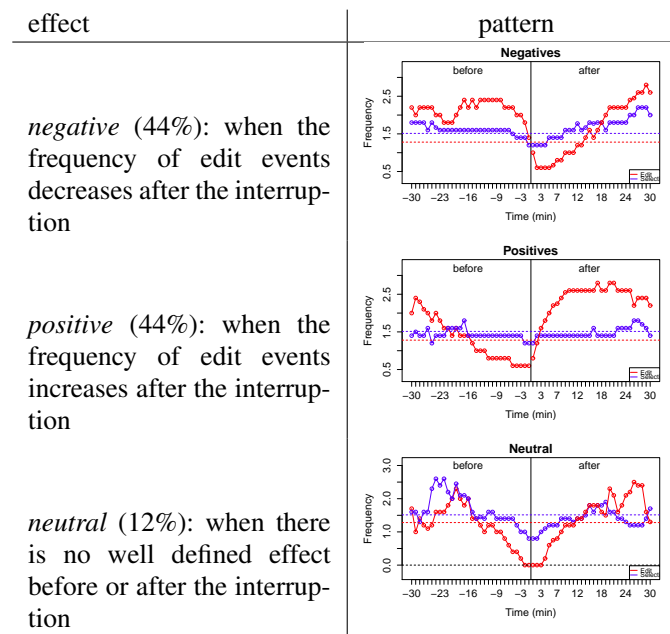 effect pattern
negative (44%): when the
frequency of edit events
decreases after the interrup-
tion
Negatives
before after
Frequency
2.5
1.5
0.5
−30 −23 −16 −9 −3 3 7 12 18 24 30
Time (min)
Edit
Select
positive (44%): when the
frequency of edit events
increases after the interrup-
tion
Positives
before after
Frequency
2.5
1.5
0.5
−30 −23 −16 −9 −3 3 8 13 18 24 30
Time (min)
Edit
Select
neutral (12%): when there
is no well defined effect
before or after the interrup-
tion
Neutral
before after
Frequency
3.0
2.0
1.0
0.0
−30 −23 −16 −9 −3 3 7 12 18 24 30
Time (min)
Edit
Select